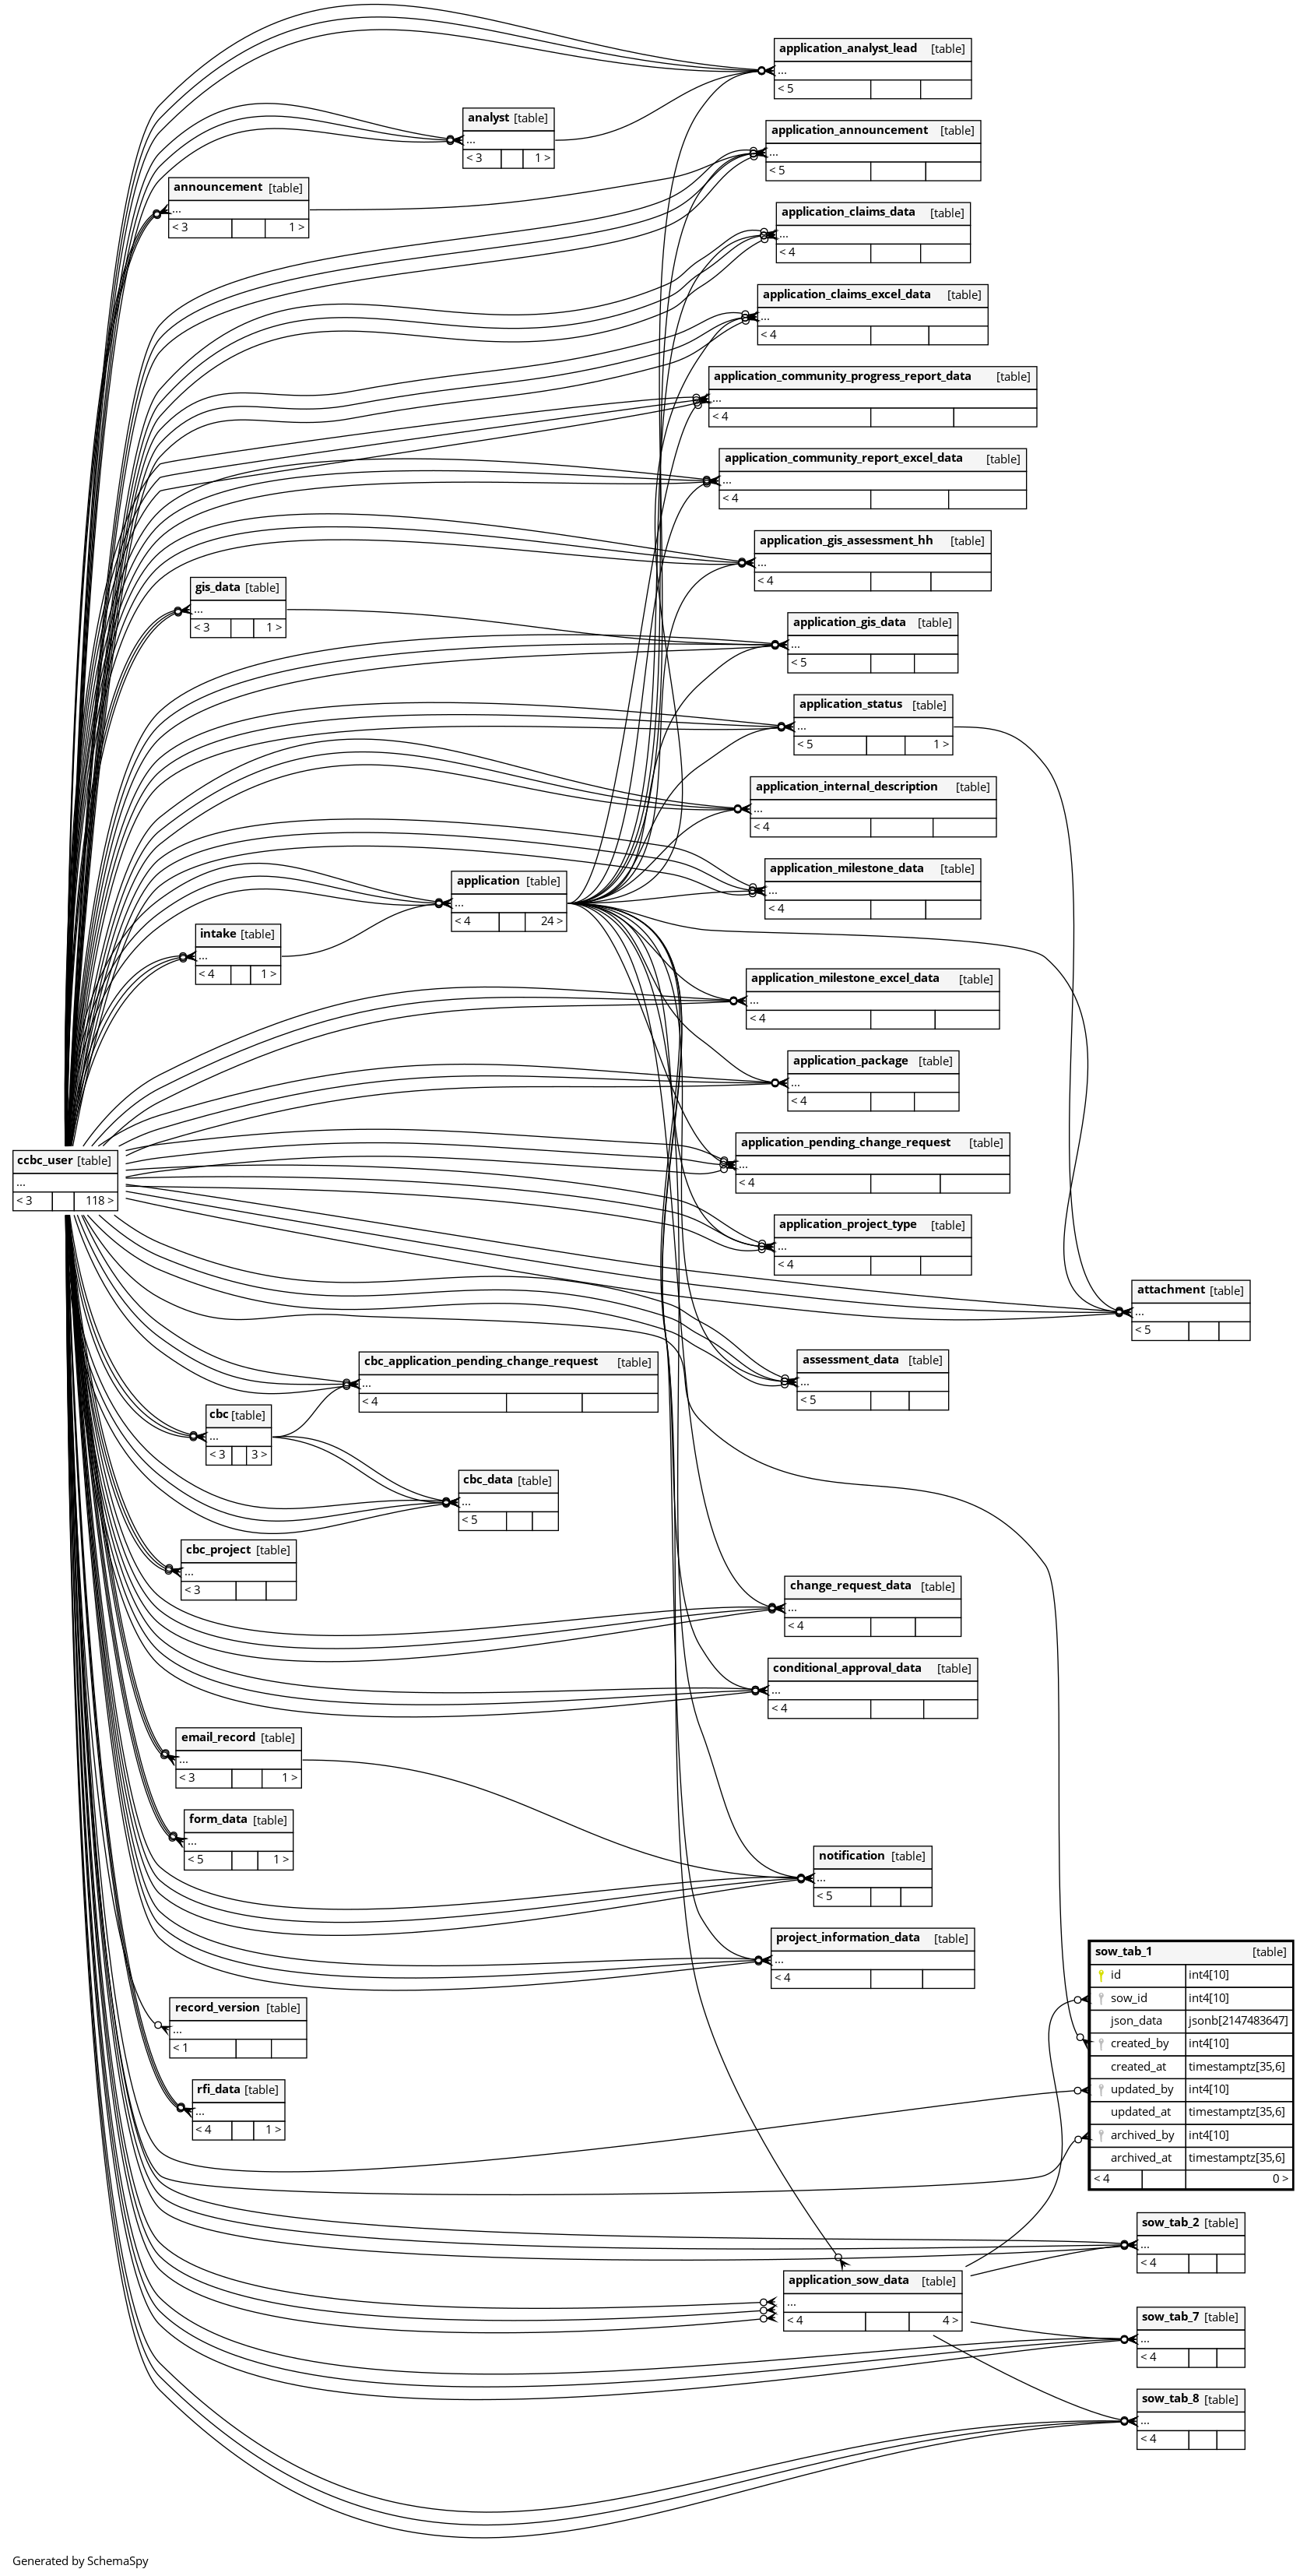 application_analyst_lead [table]
...
< 5
analyst [table]
...
< 3 1 >
application_announcement [table]
...
< 5
announcement [table]
...
< 3 1 >
application_claims_data [table]
...
< 4
application_claims_excel_data [table]
...
< 4
application_community_progress_report_data [table]
...
< 4
application_community_report_excel_data [table]
...
< 4
application_gis_assessment_hh [table]
...
< 4
gis_data [table]
...
< 3 1 >
application_gis_data [table]
...
< 5
application_status [table]
...
< 5 1 >
application_internal_description [table]
...
< 4
application_milestone_data [table]
...
< 4
application [table]
...
< 4 24 >
intake [table]
...
< 4 1 >
application_milestone_excel_data [table]
...
< 4
application_package [table]
...
< 4
application_pending_change_request [table]
...
< 4
ccbc_user [table]
...
< 3 118 >
application_project_type [table]
...
< 4
attachment [table]
...
< 5
assessment_data [table]
...
< 5
cbc_application_pending_change_request [table]
...
< 4
cbc [table]
...
< 3 3 >
cbc_data [table]
...
< 5
cbc_project [table]
...
< 3
change_request_data [table]
...
< 4
conditional_approval_data [table]
...
< 4
email_record [table]
...
< 3 1 >
form_data [table]
...
< 5 1 >
notification [table]
...
< 5
project_information_data [table]
...
< 4
sow_tab_1 [table]
id int4[10]
sow_id int4[10]
json_data jsonb[2147483647]
created_by int4[10]
created_at timestamptz[35,6]
updated_by int4[10]
updated_at timestamptz[35,6]
archived_by int4[10]
archived_at timestamptz[35,6]
< 4 0 >
record_version [table]
...
< 1
rfi_data [table]
...
< 4 1 >
sow_tab_2 [table]
...
< 4
application_sow_data [table]
...
< 4 4 >
sow_tab_7 [table]
...
< 4
sow_tab_8 [table]
...
< 4
Generated by SchemaSpy